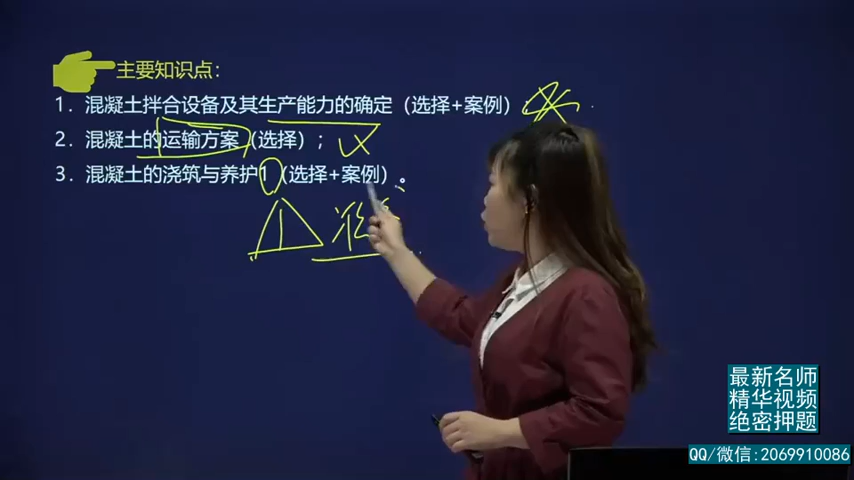 主要知识点：
1．混凝土拌合设备及其生产能力的确定（选择+案例）
2．混凝土的运输方案（选择）；
3．混凝土的浇筑与养护1（选择+案例）。
最新名师
精华视频
绝密押题
QQ/微信:2069910086